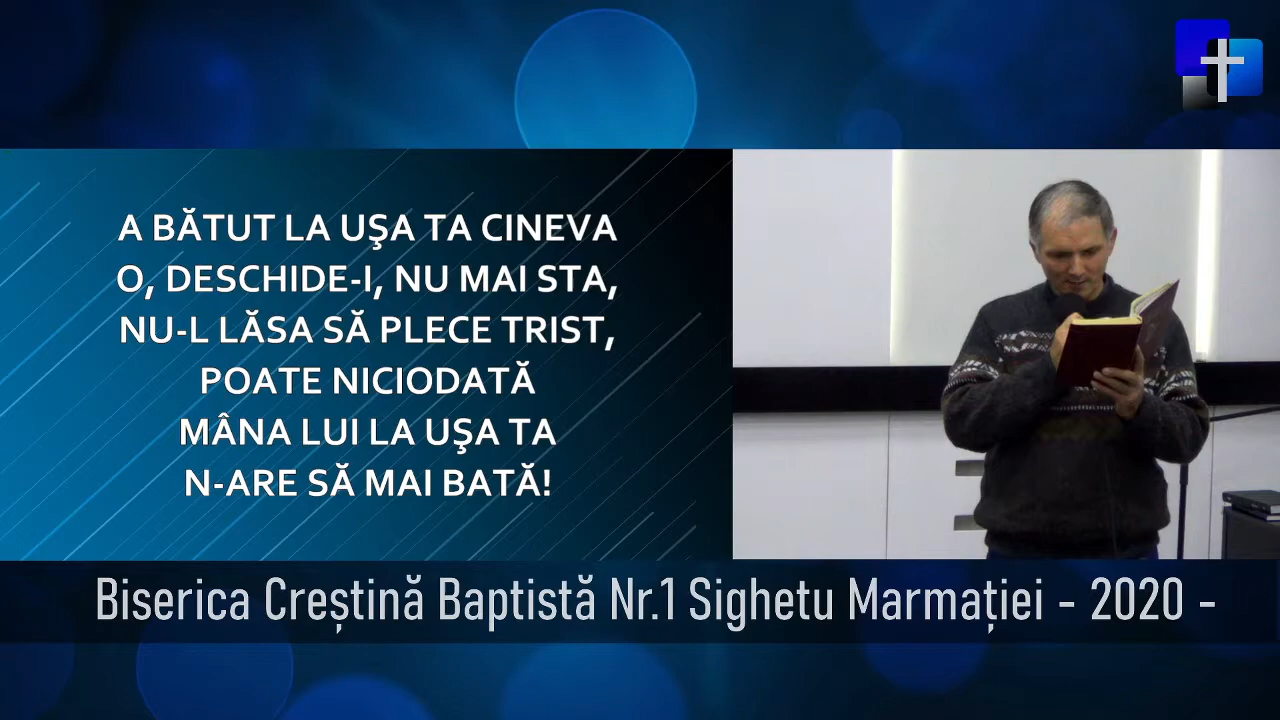 A BĂTUT LA UŞA TA CINEVA
O, DESCHIDE-I, NU MAI STA,
NU-L LĂSA SĂ PLECE TRIST,
POATE NICIODATĂ
MÂNA LUI LA UŞA TA
N-ARE SĂ MAI BATĂ!
Biserica Creștină Baptistă Nr.1 Sighetu Marmației - 2020 -